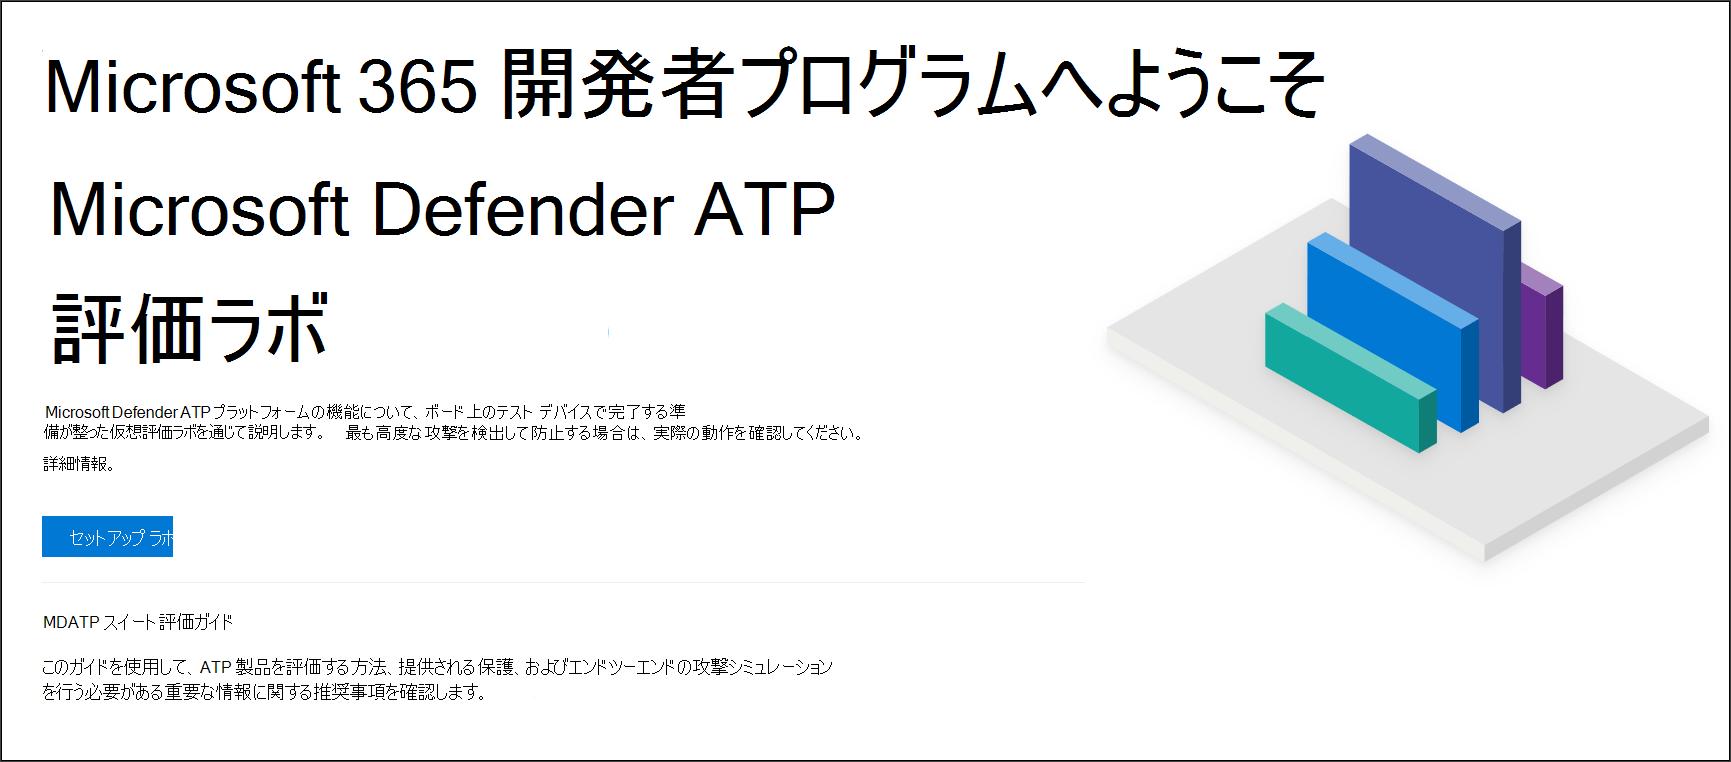 Microsoft 365 開発者プログラムへようこそ
Microsoft Defender ATP
評価ラボ
Microsoft Defender ATP プラットフォームの機能について、ボード上のテスト デバイスで完了する準
備が整った仮想評価ラボを通じて説明します。 最も高度な攻撃を検出して防止する場合は、実際の動作を確認してください。
詳細情報。
セットアップ ラボ
MDATP スイート評価ガイド
このガイドを使用して、ATP 製品を評価する方法、提供される保護、およびエンドツーエンドの攻撃シミュレーション
を行う必要がある重要な情報に関する推奨事項を確認します。